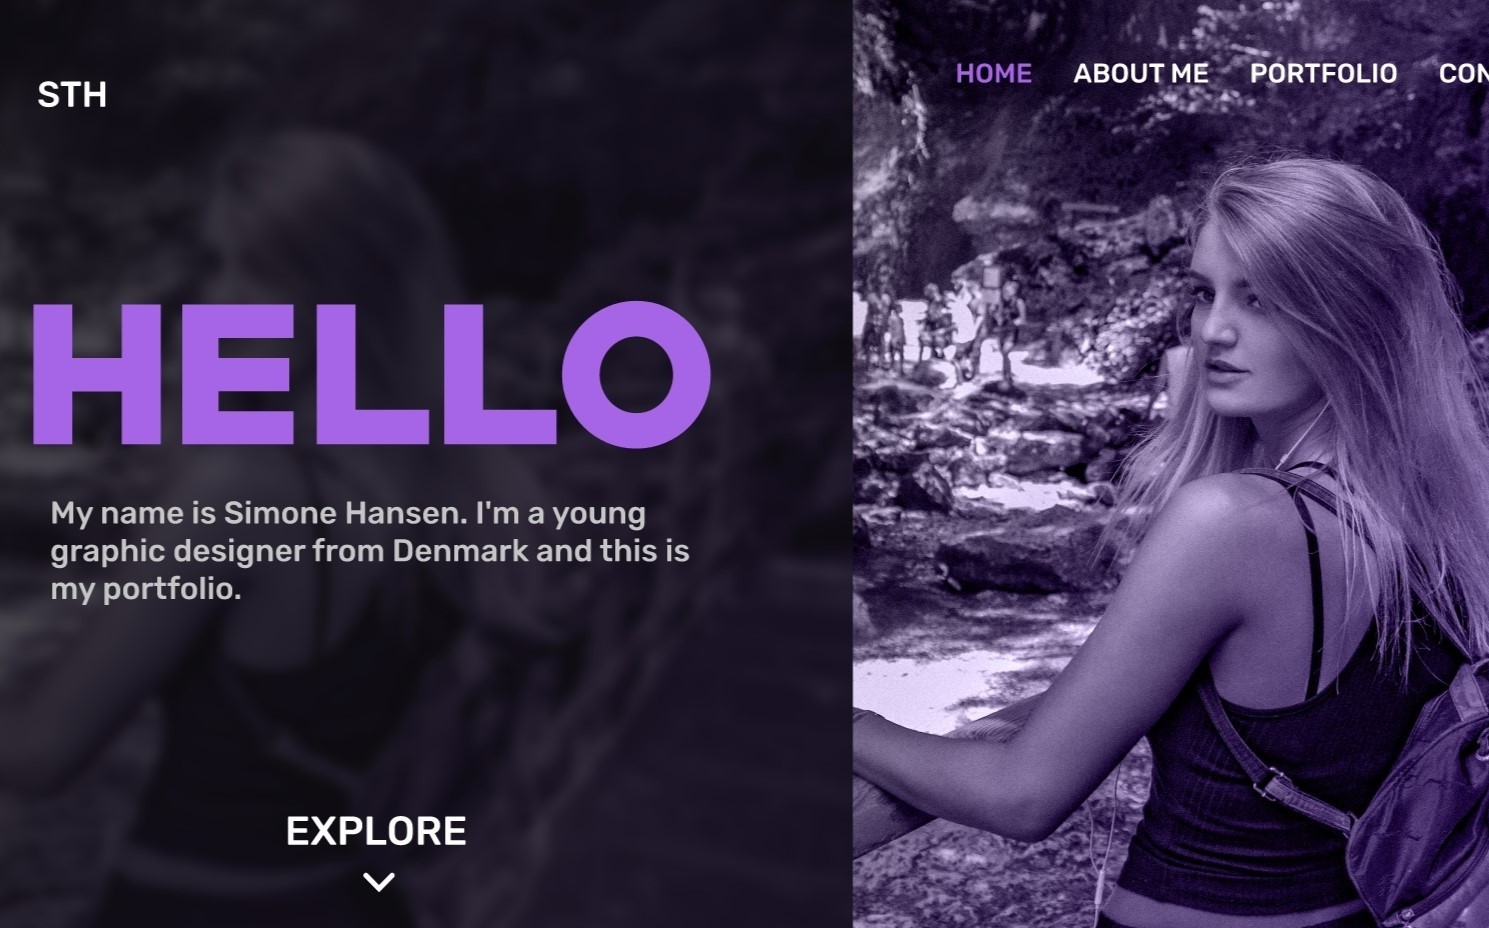 STH
HOME ABOUT ME PORTFOLIO CON
HELLO
My name is Simone Hansen. I'm a young
graphic designer from Denmark and this is
my portfolio.
EXPLORE